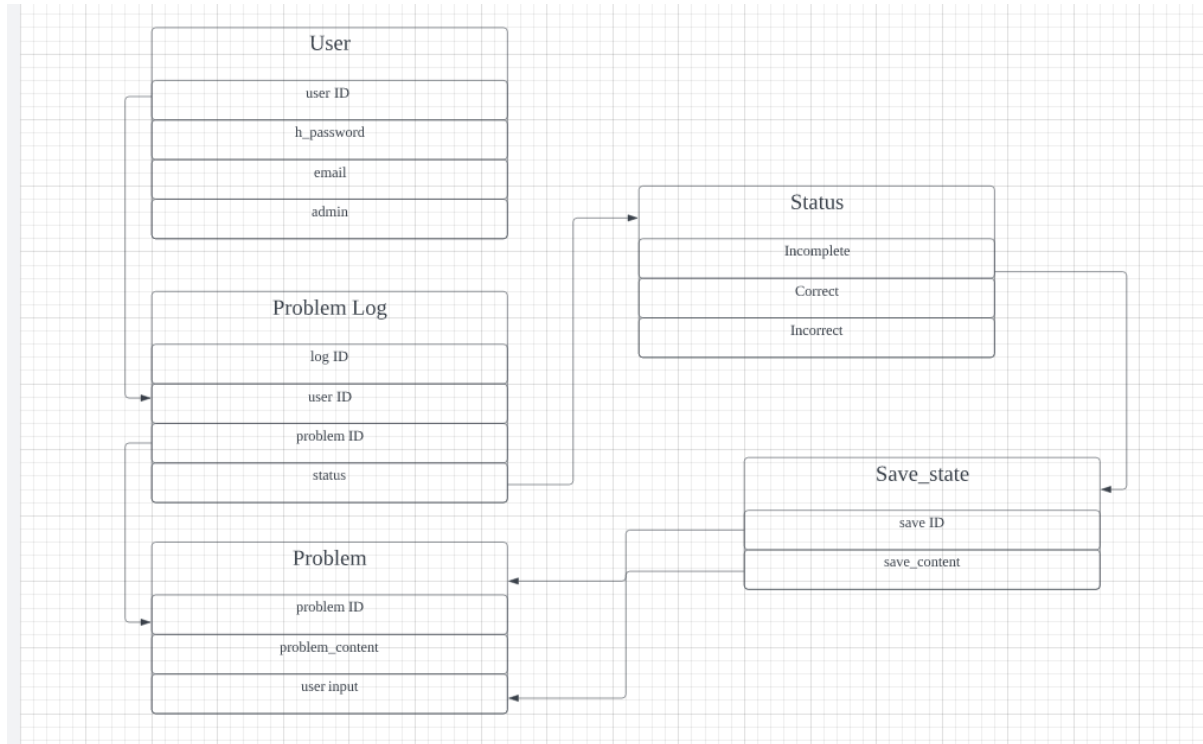 User
user ID
h_password
email
admin
Problem Log
log ID
user ID
problem ID
status
Problem
problem ID
problem_content
user input
Status
Incomplete
Correct
Incorrect
Save_state
save ID
save_content